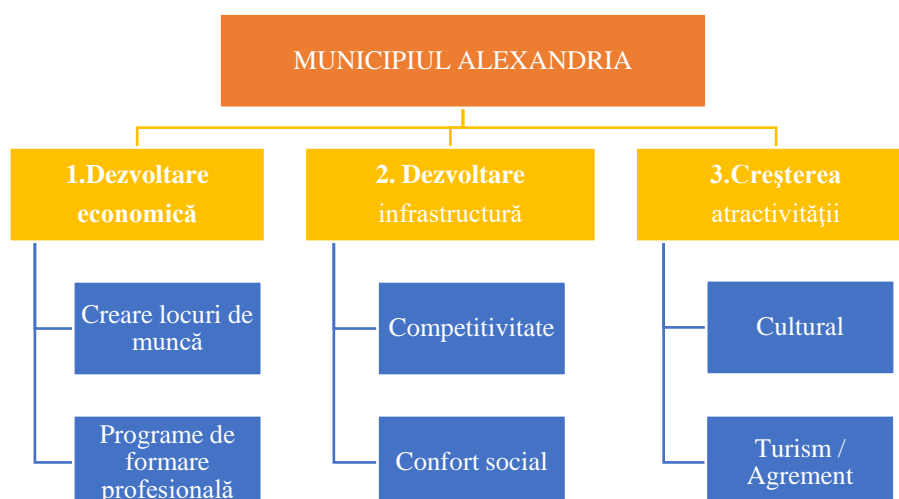 MUNICIPIUL ALEXANDRIA
1.Dezvoltare
economică
Creare locuri de
muncă
Programe de
formare
profesională
2. Dezvoltare
infrastructură
Competitivitate
Confort social
3.Creşterea
atractivităţii
Cultural
Turism /
Agrement